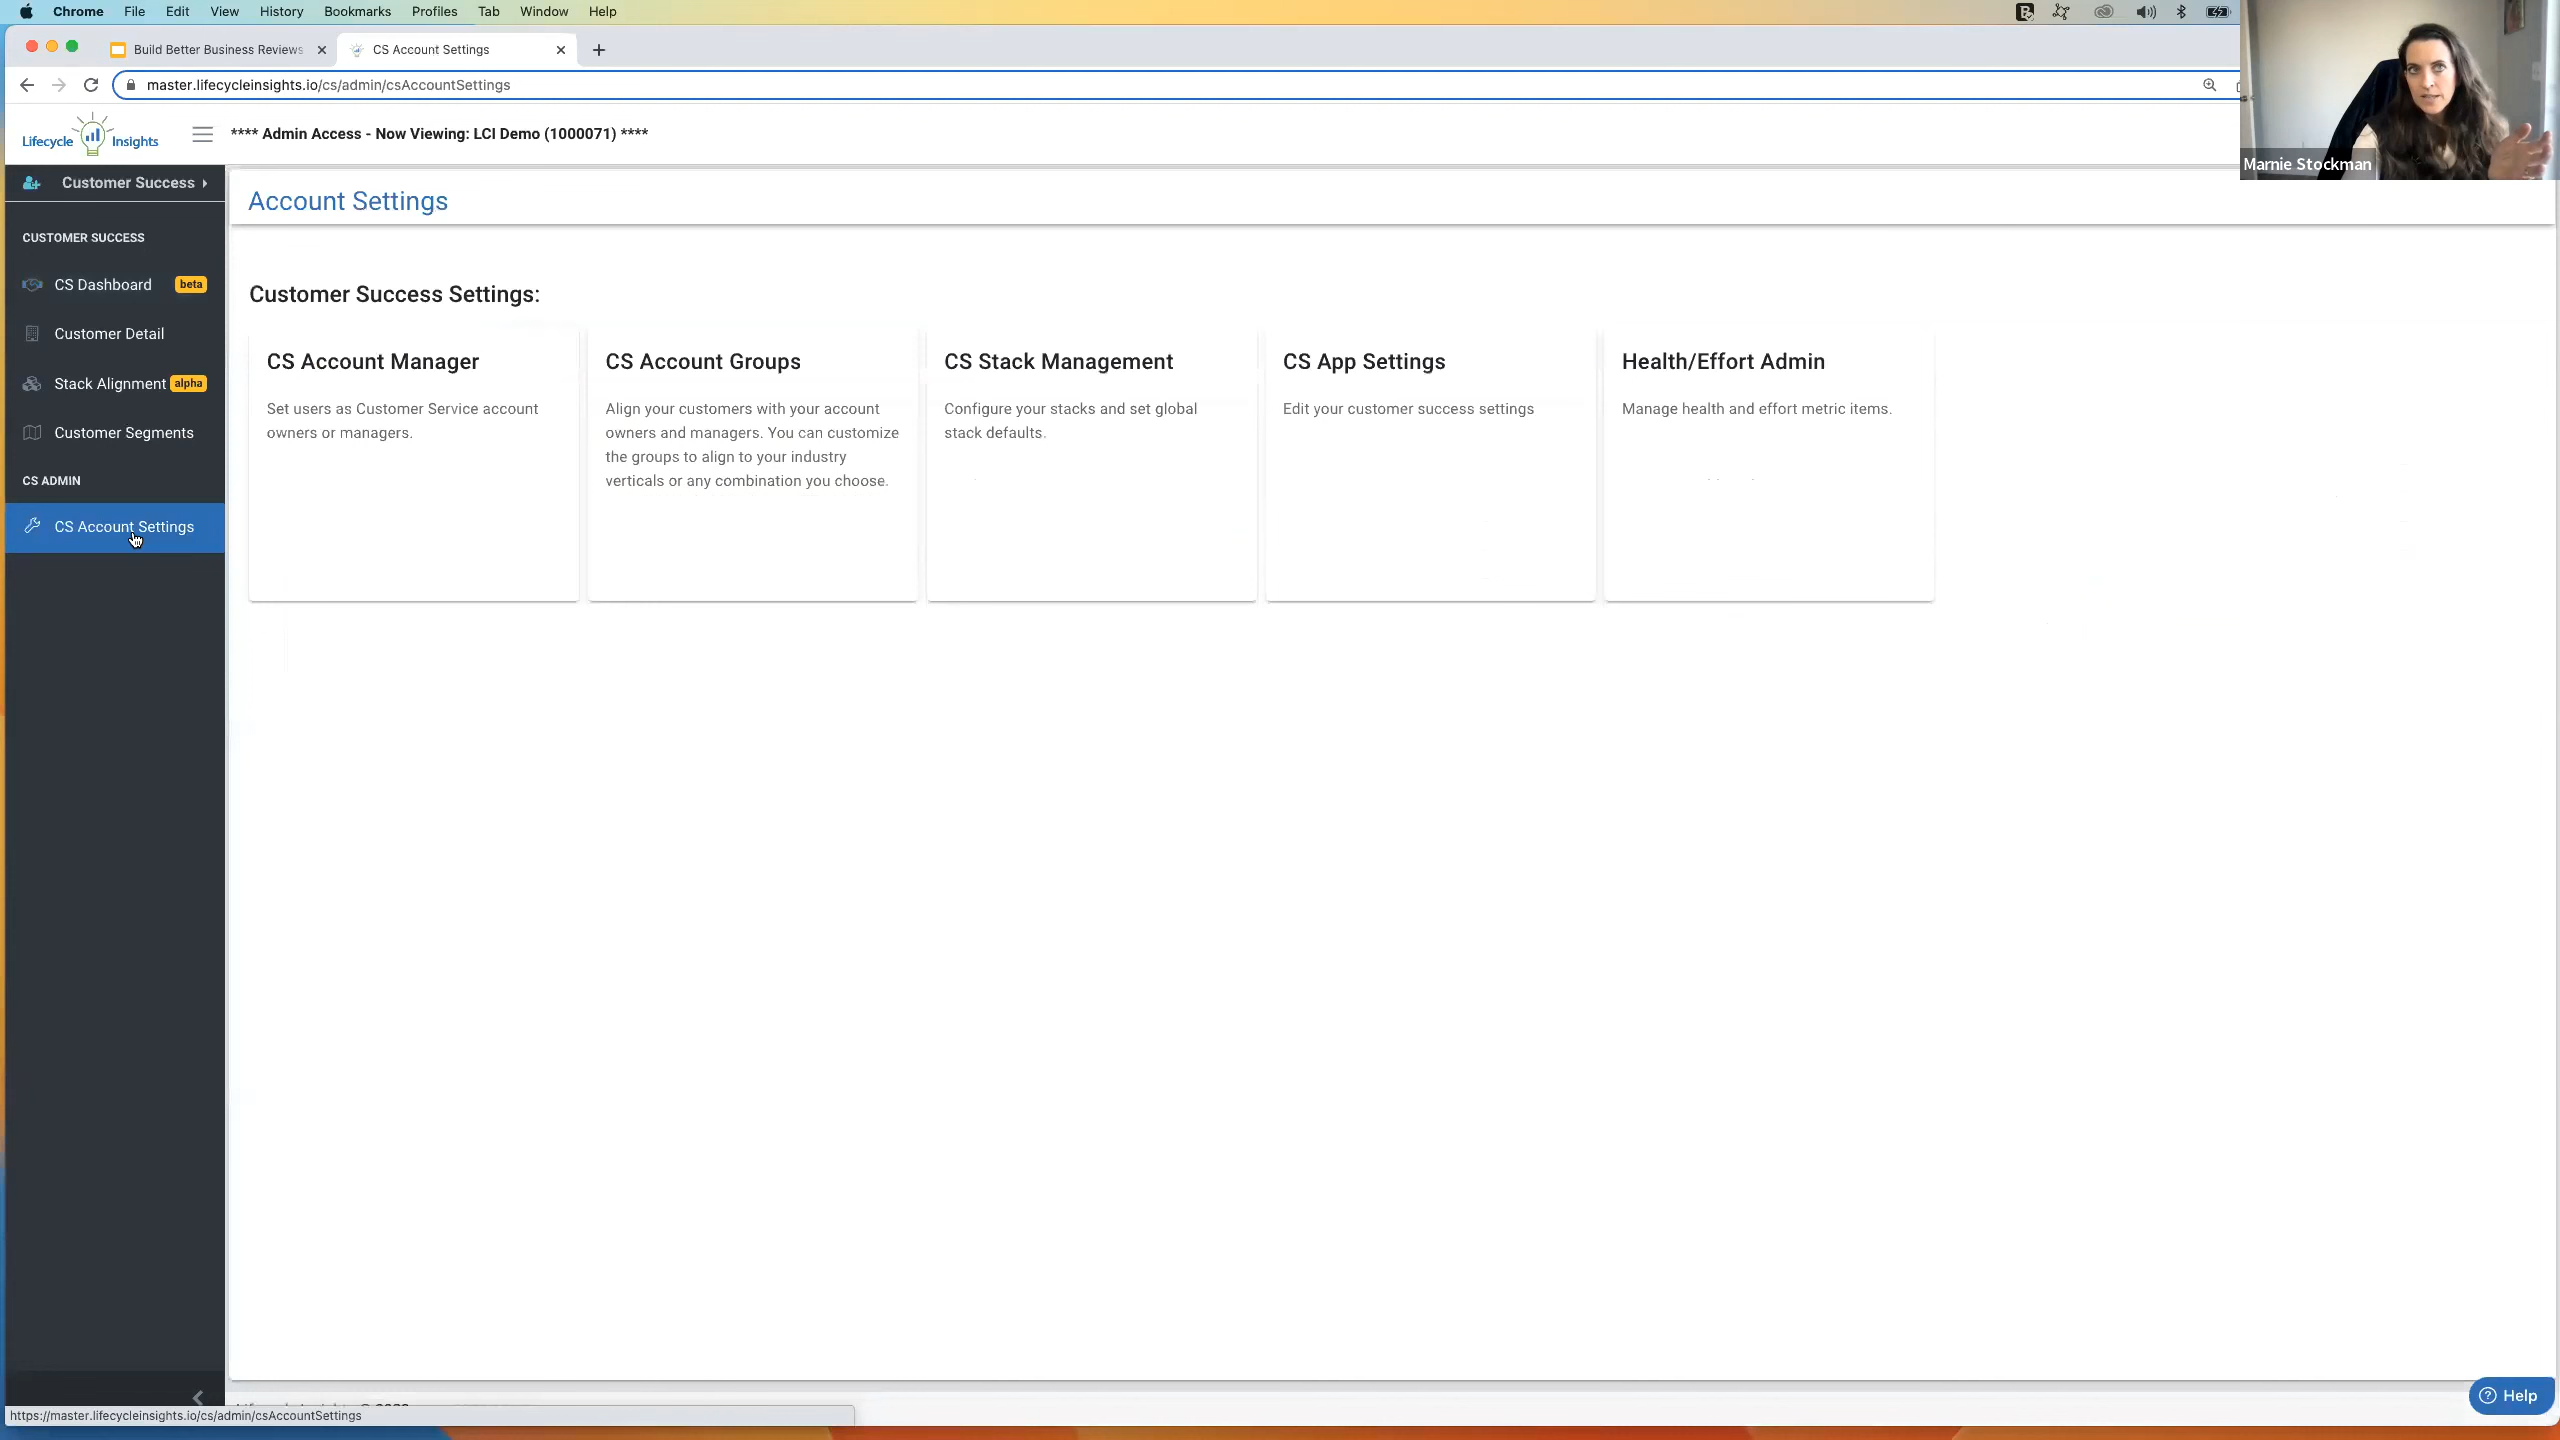 Chrome File Edit View History Bookmarks Profiles Tab Window Help
Build Better Business Reviews
CS Account Settings
master.lifecycleinsights.io/cs/admin/csAccountSettings
Lifecycle Insights
**** Admin Access - Now Viewing: LCI Demo (1000071) ****
Marnie Stockman
Customer Success
CUSTOMER SUCCESS
CS Dashboard beta
Customer Detail
Stack Alignment alpha
Customer Segments
CS ADMIN
CS Account Settings
Account Settings
Customer Success Settings:
CS Account Manager
Set users as Customer Service account
owners or managers.
CS Account Groups
Align your customers with your account
owners and managers. You can customize
the groups to align to your industry
verticals or any combination you choose.
CS Stack Management
Configure your stacks and set global
stack defaults.
CS App Settings
Edit your customer success settings
Health/Effort Admin
Manage health and effort metric items.
Help
https://master.lifecycleinsights.io/cs/admin/csAccountSettings